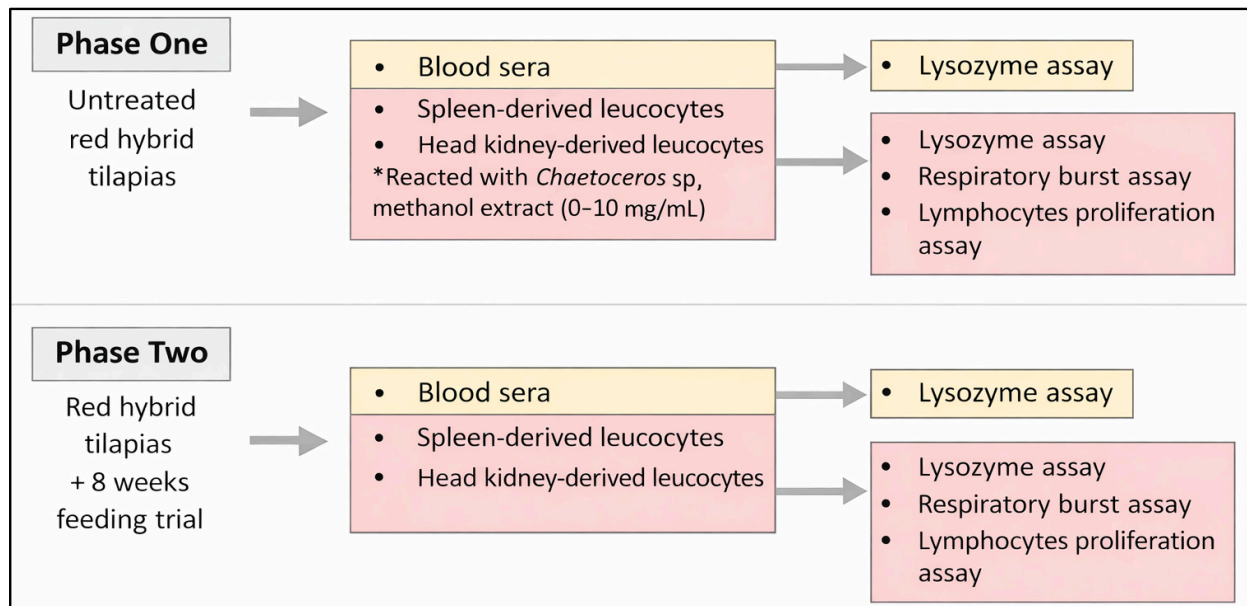 Phase One
Untreated
red hybrid
tilapias
• Blood sera
• Spleen-derived leucocytes
• Head kidney-derived leucocytes
*Reacted with Chaetoceros sp,
methanol extract (0–10 mg/mL)
• Lysozyme assay
• Lysozyme assay
• Respiratory burst assay
• Lymphocytes proliferation
assay
Phase Two
Red hybrid
tilapias
+ 8 weeks
feeding trial
• Blood sera
• Spleen-derived leucocytes
• Head kidney-derived leucocytes
• Lysozyme assay
• Lysozyme assay
• Respiratory burst assay
• Lymphocytes proliferation
assay